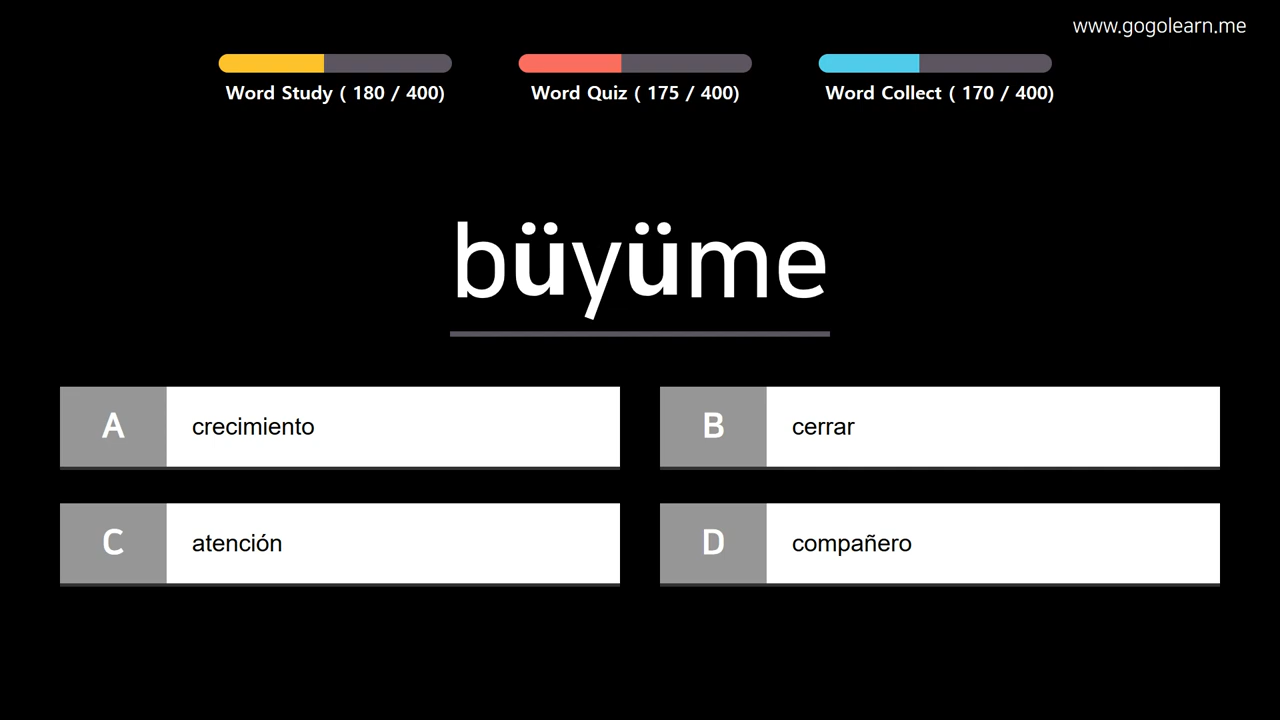 www.gogolearn.me
Word Study ( 180 / 400)
Word Quiz ( 175 / 400)
Word Collect ( 170 / 400)
büyüme
A crecimiento
B cerrar
C atención
D compañero